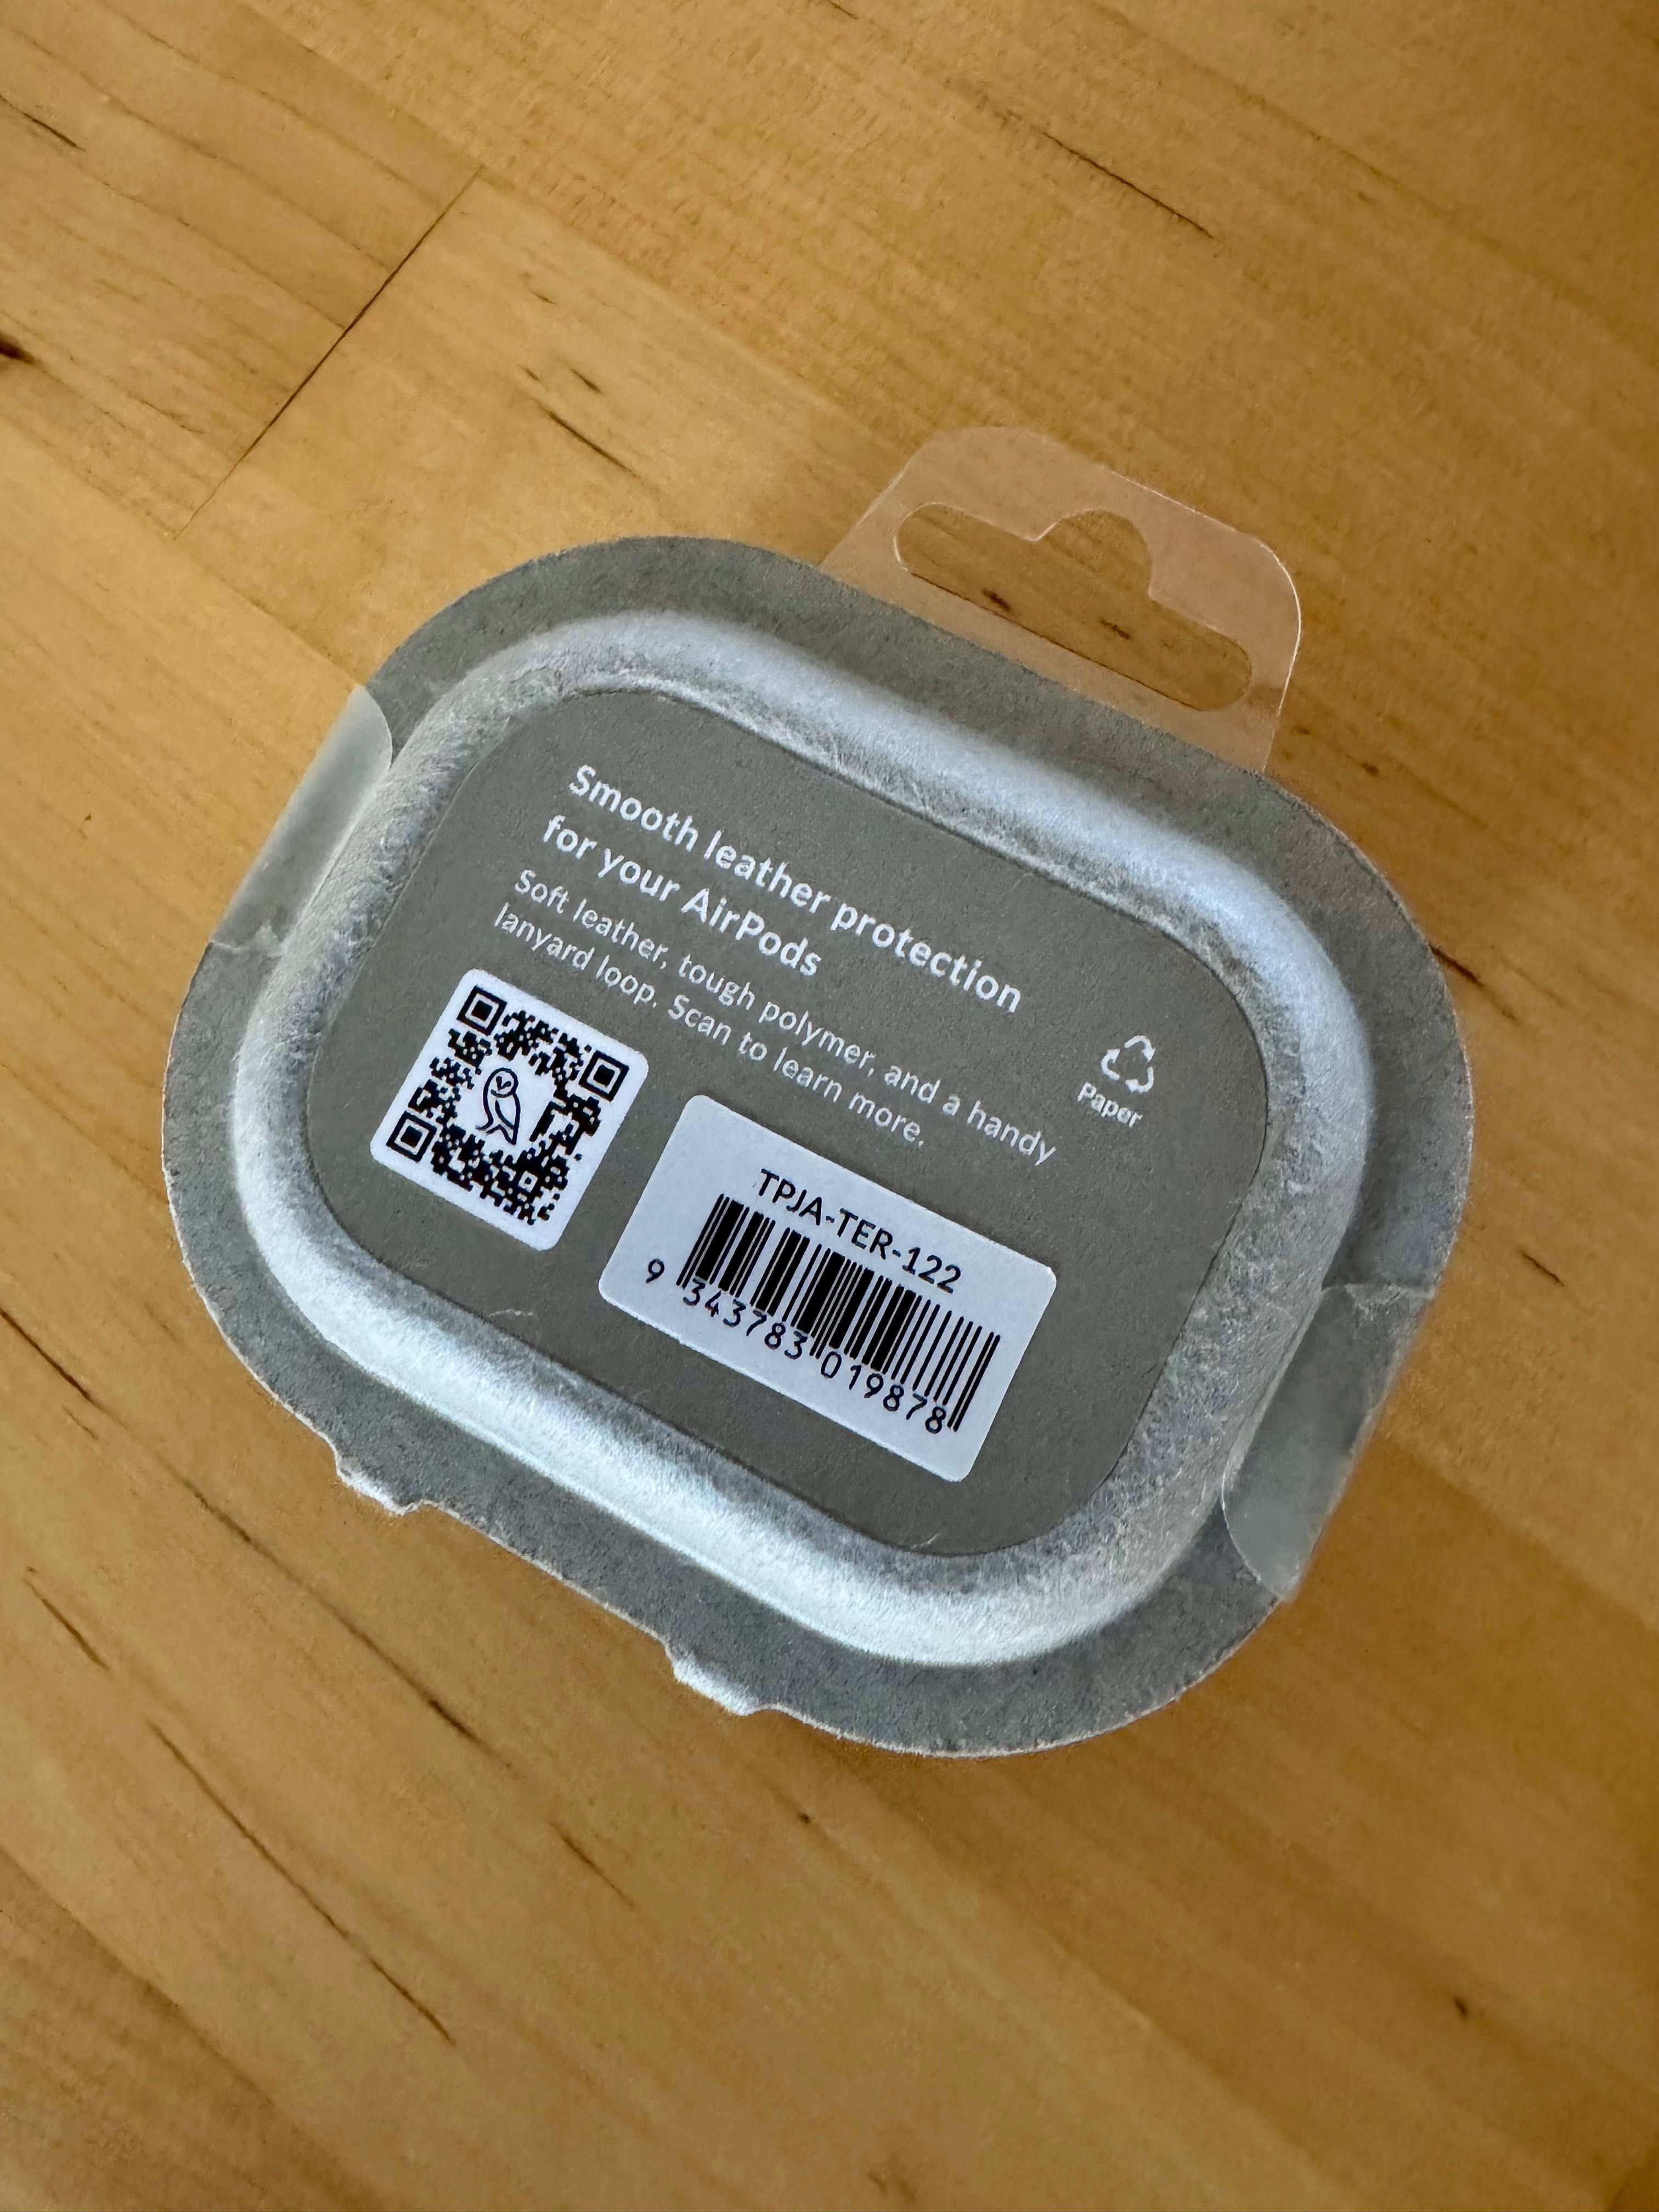 Smooth leather protection
for your AirPods
Soft leather, tough polymer, and a handy
lanyard loop. Scan to learn more.
Paper
TPJA-TER-122
9 343783 019878